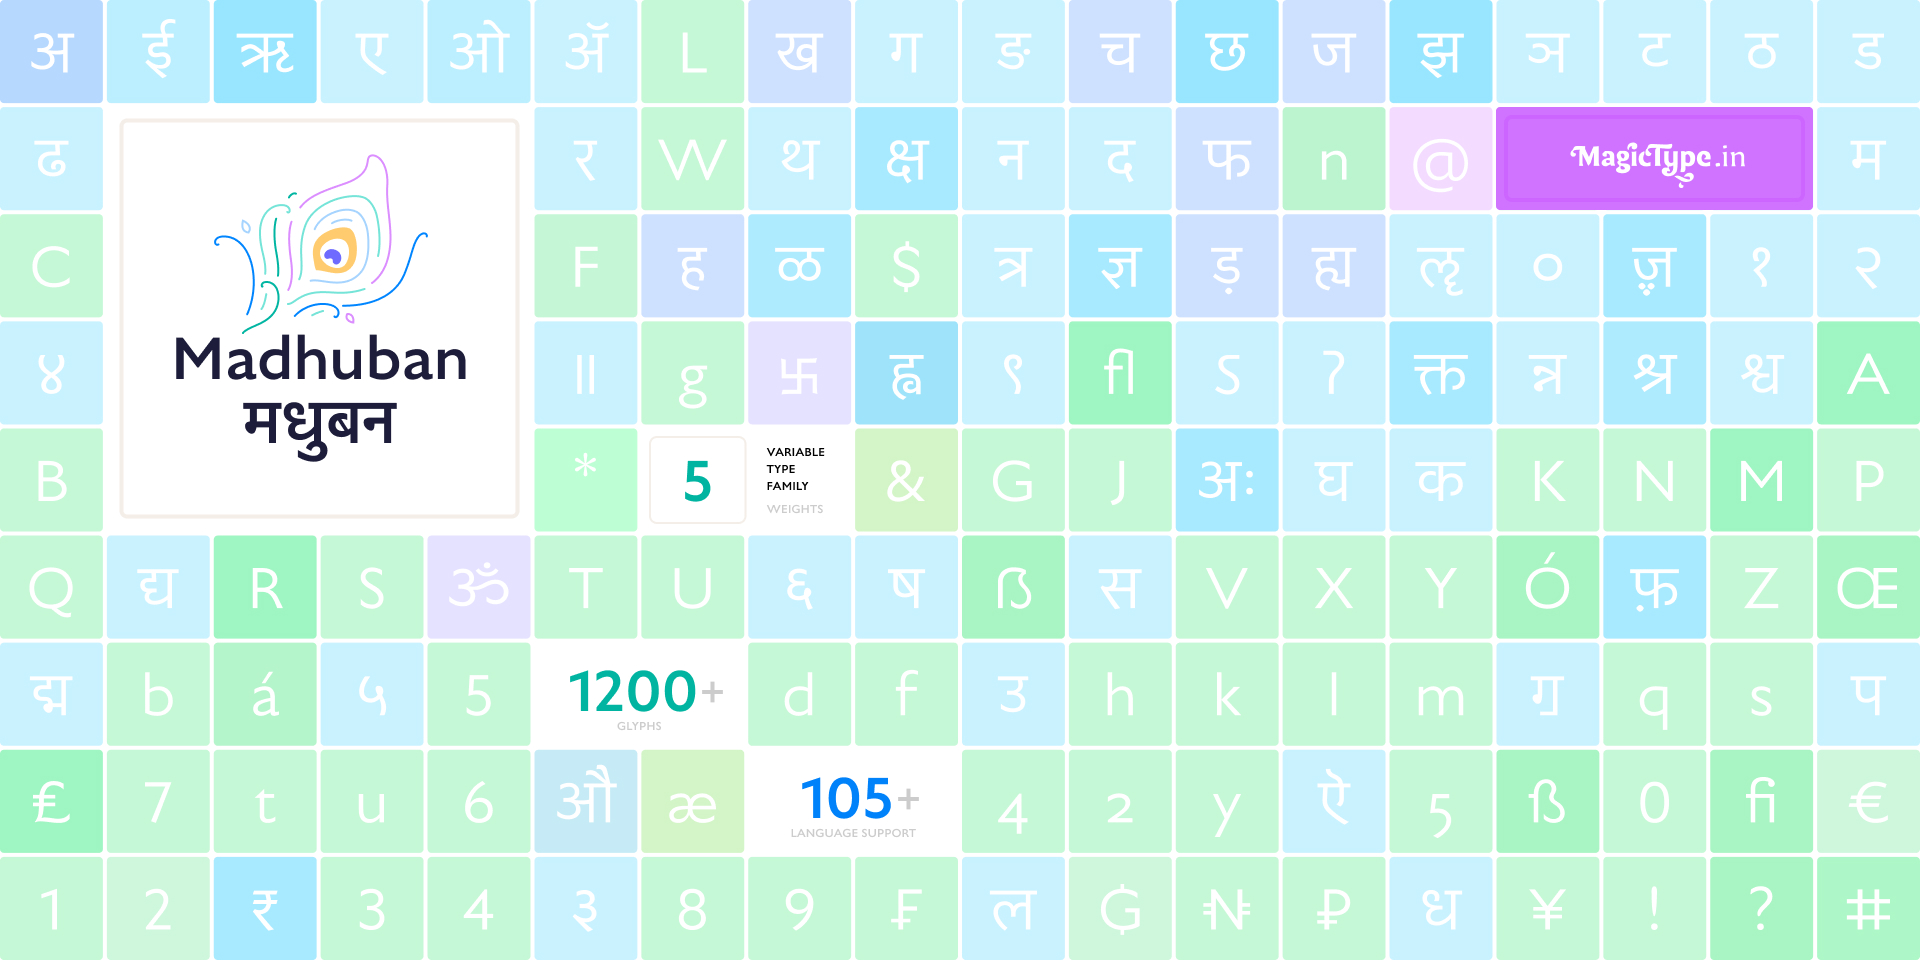 अ ई ऋ ए ओ ॲ L ख ग ङ च छ ज झ ञ ट ठ ड
ढ र W थ क्ष न द फ n @ MagicType.in म
C F ह ळ $ त्र ज्ञ ड़ ह्य ऌ ० ज़ १ २
Madhuban
मधुबन
४ ॥ g 卐 ह्व ९ fl ऽ ॽ क्त न्न श्र श्व A
B * 5 VARIABLE
TYPE
FAMILY
WEIGHTS
& G J अः घ क K N M P
Q द्य R S ॐ T U ६ ष ẞ स V X Y Ó फ़ Z Œ
द्म b á ५ 5 1200+ d f उ h k l m ग़ q s प
GLYPHS
£ 7 t u 6 औ æ 105+ 4 2 y ऐ 5 ß 0 fi €
LANGUAGE SUPPORT
1 2 ₹ 3 4 ३ 8 9 ₣ ल ₲ ₦ ₽ ध ¥ ! ? #